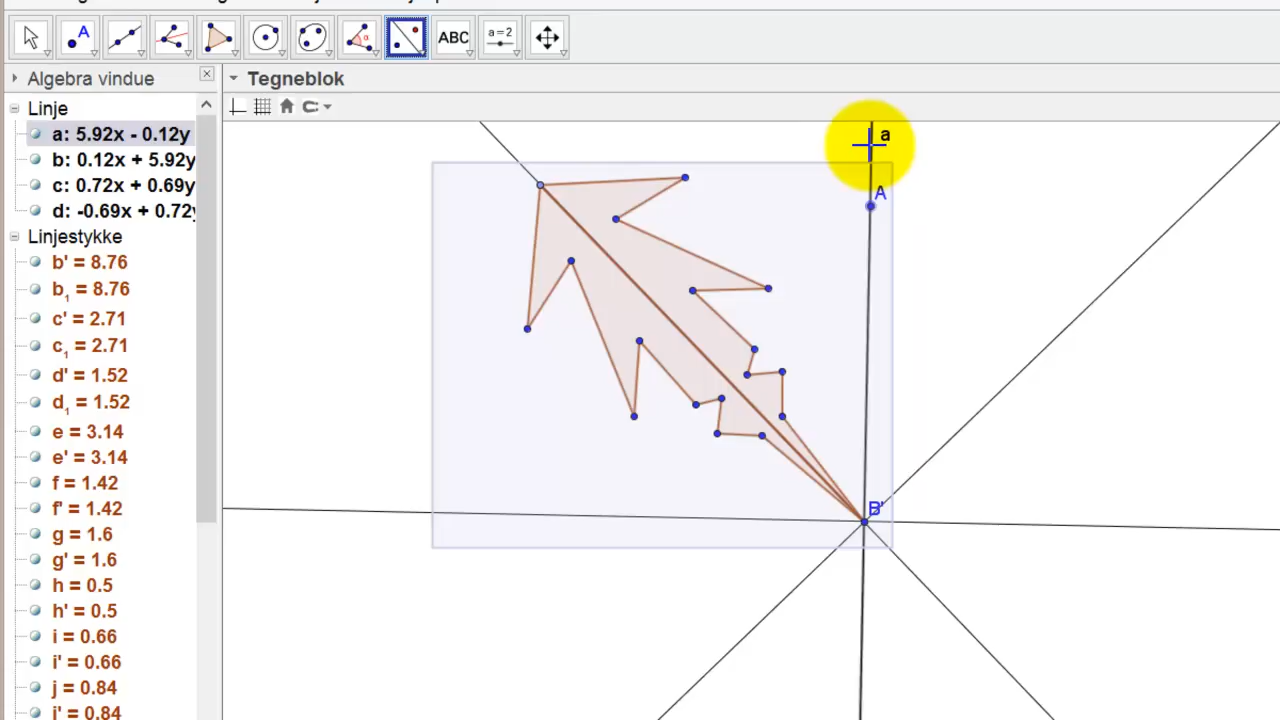 A
α
ABC
a=2
Algebra vindue
Tegneblok
Linje
a: 5.92x - 0.12y
b: 0.12x + 5.92y
c: 0.72x + 0.69y
d: -0.69x + 0.72y
Linjestykke
b' = 8.76
b₁ = 8.76
c' = 2.71
c₁ = 2.71
d' = 1.52
d₁ = 1.52
e = 3.14
e' = 3.14
f = 1.42
f' = 1.42
g = 1.6
g' = 1.6
h = 0.5
h' = 0.5
i = 0.66
i' = 0.66
j = 0.84
j' = 0.84
a
A
B'